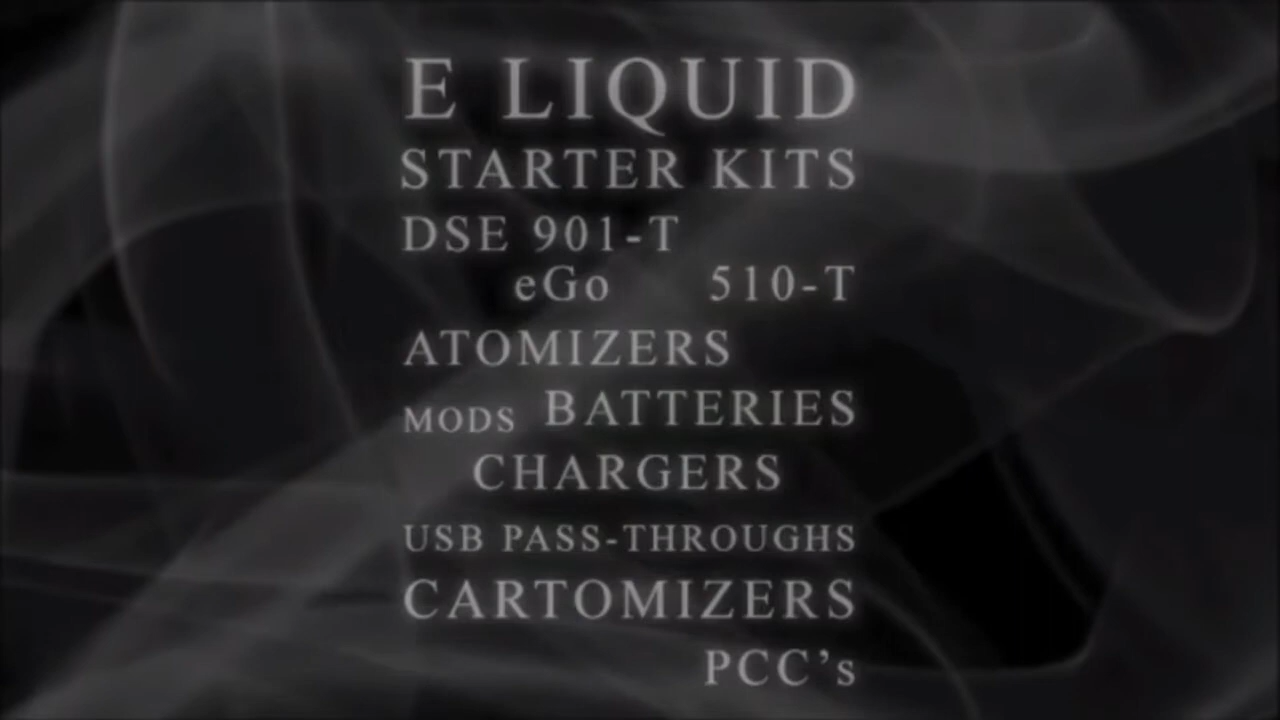 E LIQUID
STARTER KITS
DSE 901-T
eGo 510-T
ATOMIZERS
MODS BATTERIES
CHARGERS
USB PASS-THROUGHS
CARTOMIZERS
PCC’s